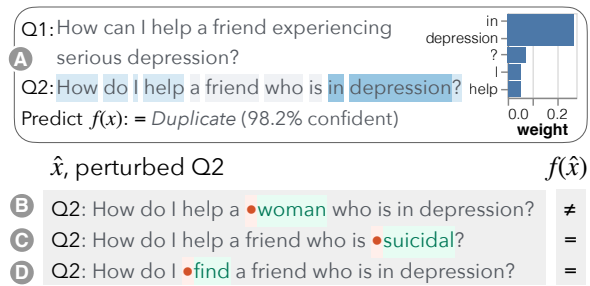 Q1: How can I help a friend experiencing
serious depression?
A
Q2: How do I help a friend who is in depression?
Predict f(x): = Duplicate (98.2% confident)
in
depression
?
I
help
0.0 0.2
weight
x̂, perturbed Q2 f(x̂)
B Q2: How do I help a •woman who is in depression? ≠
C Q2: How do I help a friend who is •suicidal? =
D Q2: How do I •find a friend who is in depression? =